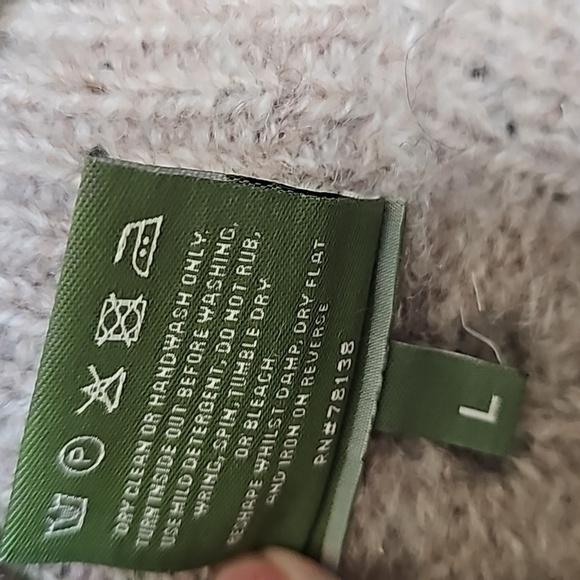 DRY CLEAN OR HANDWASH ONLY.
TURN INSIDE OUT BEFORE WASHING,
USE MILD DETERGENT, DO NOT RUB,
WRING, SPIN, TUMBLE DRY
OR BLEACH
RESHAPE WHILST DAMP, DRY FLAT
AND IRON ON REVERSE
RN#78138
L
P